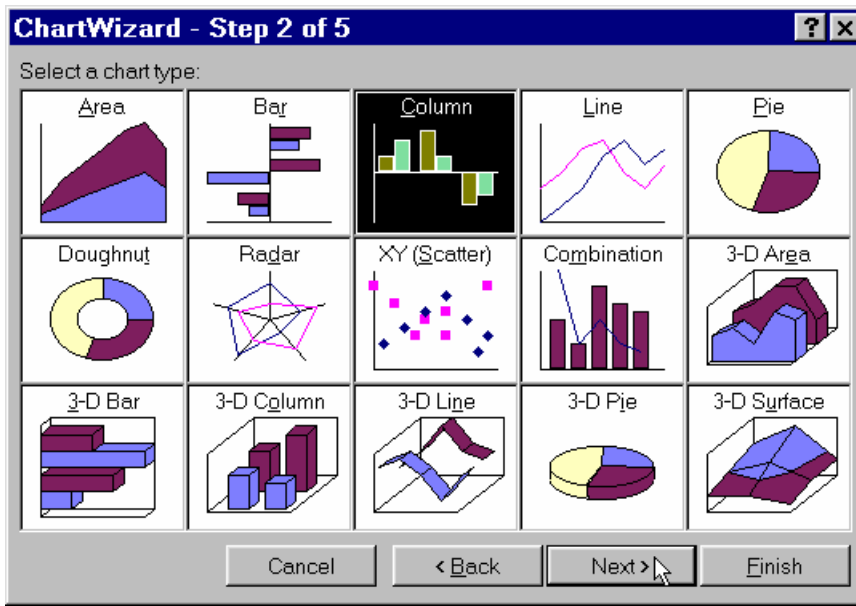 ChartWizard - Step 2 of 5
Select a chart type:
Area Bar Column Line Pie
Doughnut Radar XY (Scatter) Combination 3-D Area
3-D Bar 3-D Column 3-D Line 3-D Pie 3-D Surface
Cancel < Back Next > Finish